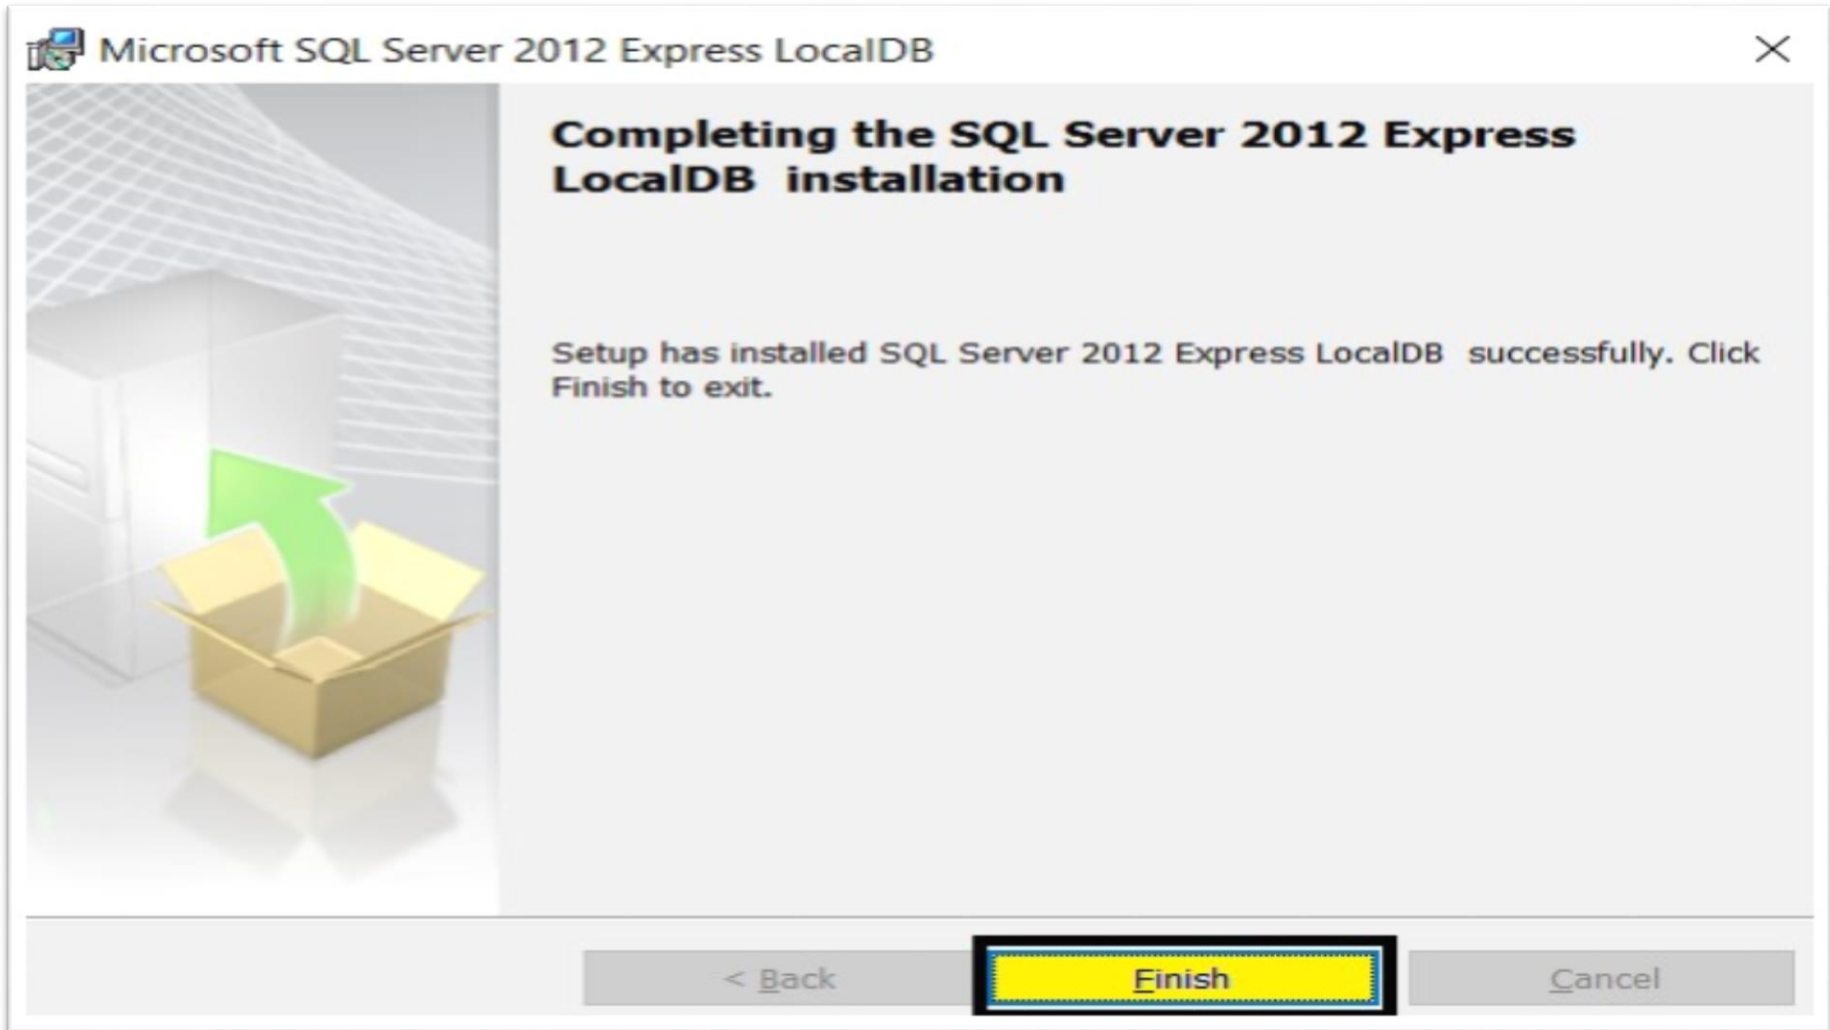 Microsoft SQL Server 2012 Express LocalDB
Completing the SQL Server 2012 Express
LocalDB installation
Setup has installed SQL Server 2012 Express LocalDB successfully. Click
Finish to exit.
< Back
Finish
Cancel